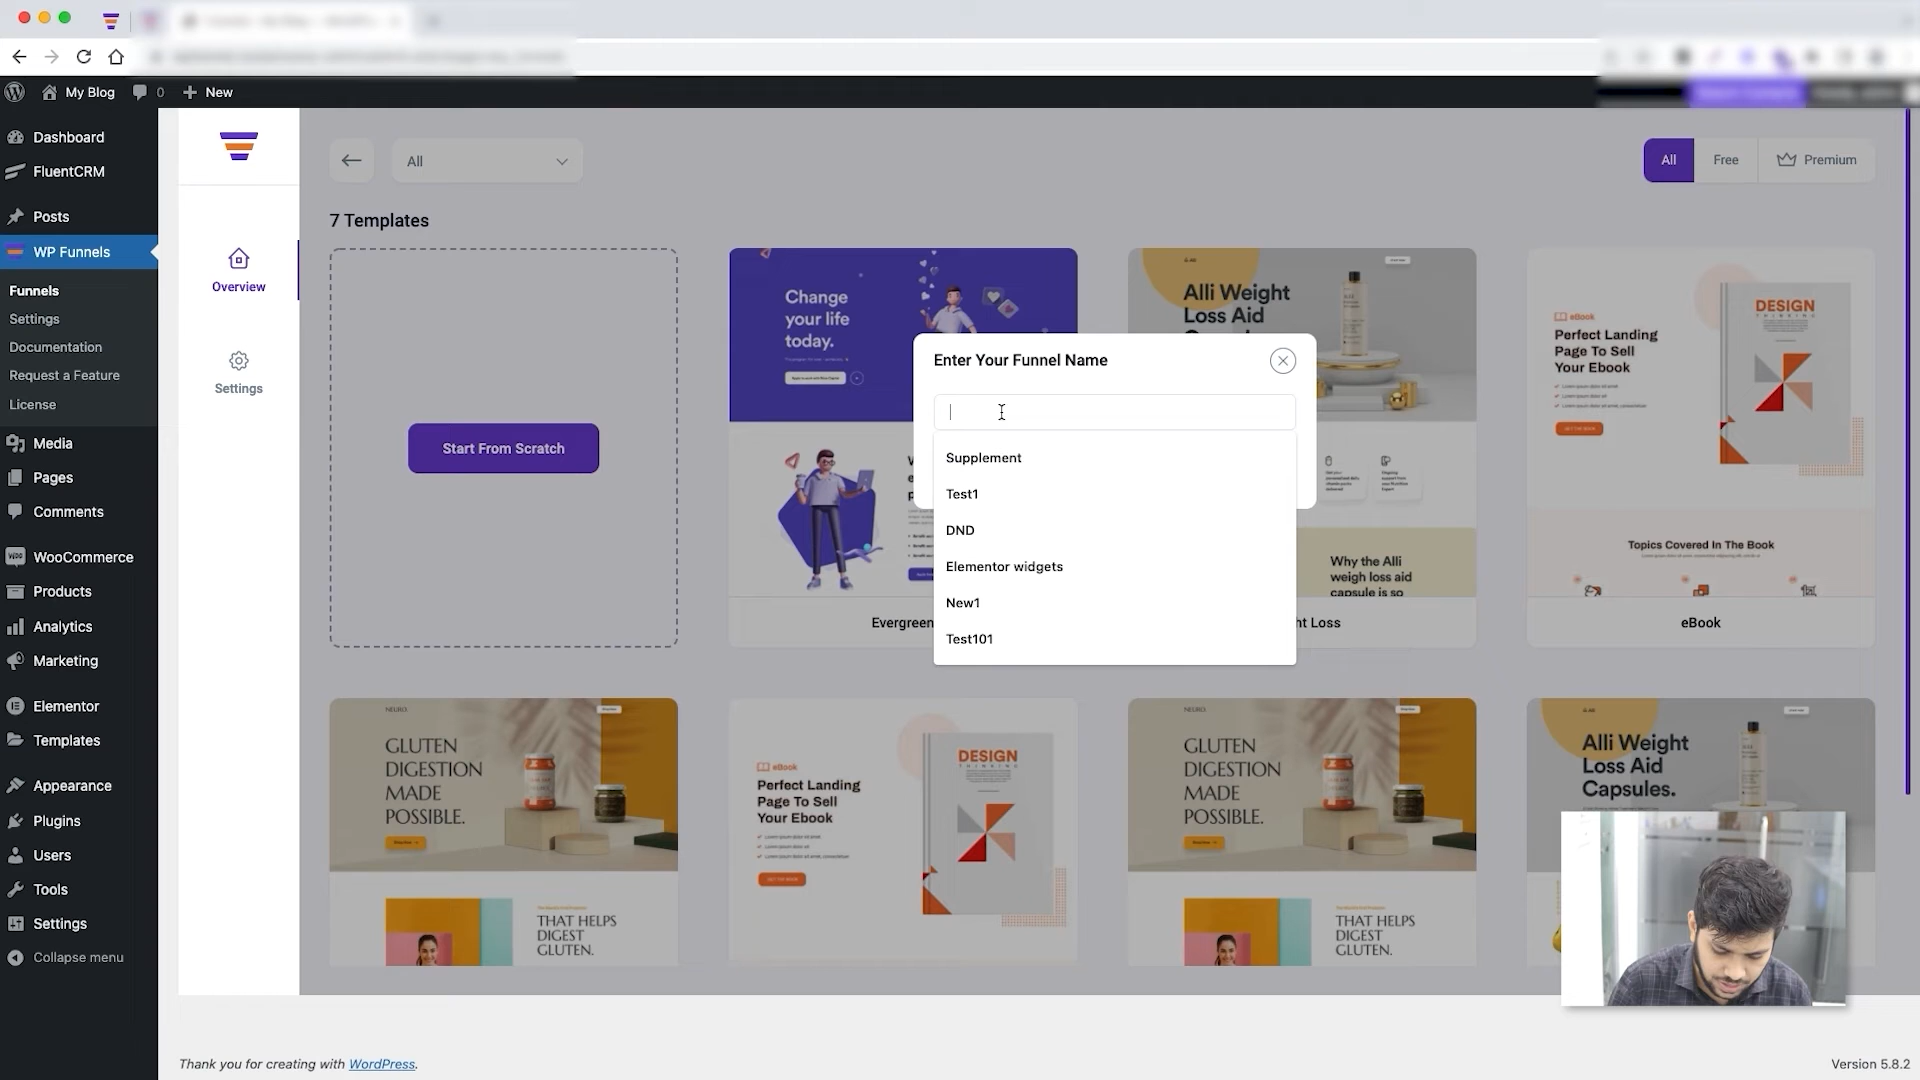 My Blog
0
New
Dashboard
FluentCRM
Posts
WP Funnels
Funnels
Settings
Documentation
Request a Feature
License
Media
Pages
Comments
WooCommerce
Products
Analytics
Marketing
Elementor
Templates
Appearance
Plugins
Users
Tools
Settings
Collapse menu
Overview
Settings
All
All
Free
Premium
7 Templates
Start From Scratch
Change
your life
today.
Evergreen
Alli Weight
Loss Aid
Why the Alli
weigh loss aid
capsule is so
ht Loss
eBook
Perfect Landing
Page To Sell
Your Ebook
DESIGN
Topics Covered In The Book
eBook
Enter Your Funnel Name
Supplement
Test1
DND
Elementor widgets
New1
Test101
NEURO.
GLUTEN
DIGESTION
MADE
POSSIBLE.
THAT HELPS
DIGEST
GLUTEN.
eBook
Perfect Landing
Page To Sell
Your Ebook
DESIGN
NEURO.
GLUTEN
DIGESTION
MADE
POSSIBLE.
THAT HELPS
DIGEST
GLUTEN.
Alli Weight
Loss Aid
Capsules.
Thank you for creating with WordPress.
Version 5.8.2